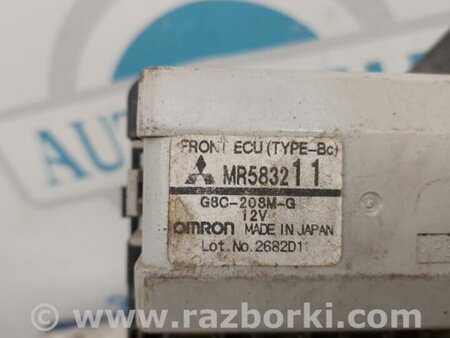 FRONT ECU (TYPE-Bc)
MR583211
G8C-208M-G
12V
OMRON MADE IN JAPAN
Lot.No.2682D1
www.razborki.com